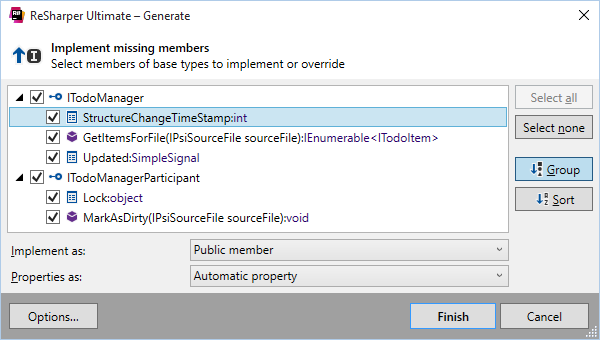 ReSharper Ultimate – Generate
Implement missing members
Select members of base types to implement or override
ITodoManager
StructureChangeTimeStamp:int
GetItemsForFile(IPsiSourceFile sourceFile):IEnumerable<ITodoItem>
Updated:SimpleSignal
ITodoManagerParticipant
Lock:object
MarkAsDirty(IPsiSourceFile sourceFile):void
Select all
Select none
Group
Sort
Implement as: Public member
Properties as: Automatic property
Options... Finish Cancel